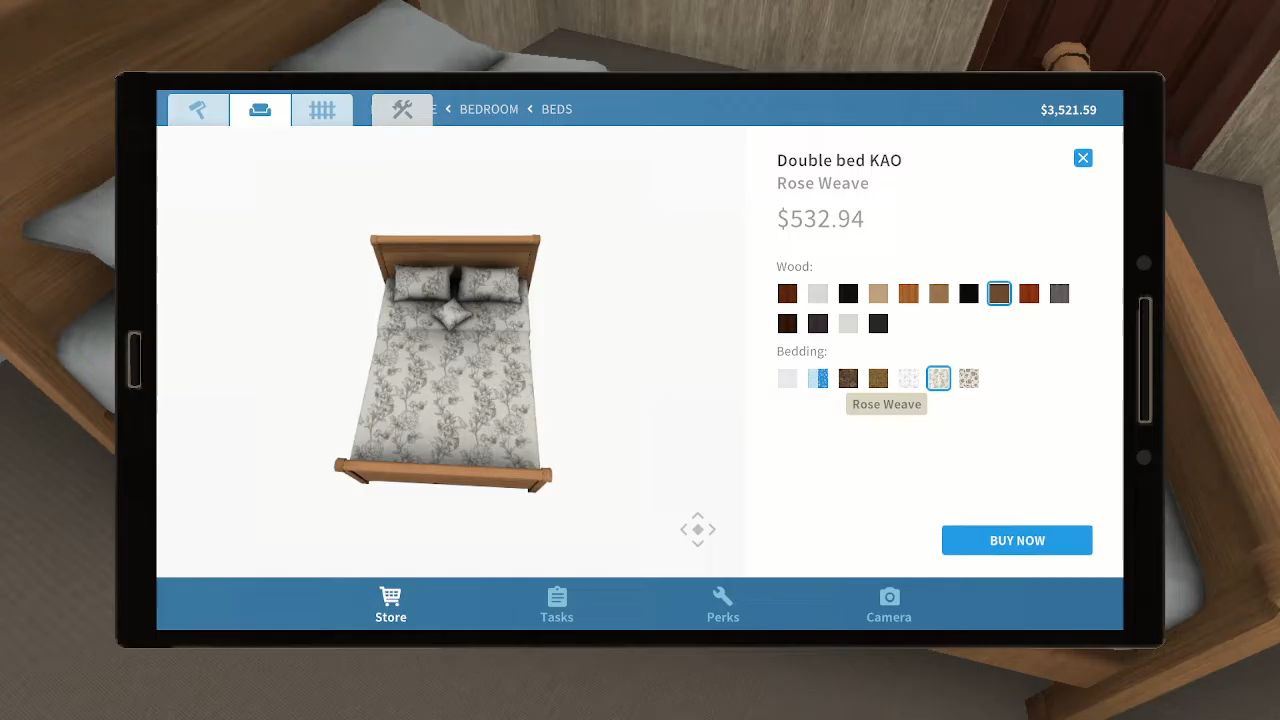 E < BEDROOM < BEDS
$3,521.59
Double bed KAO
Rose Weave
$532.94
Wood:
Bedding:
Rose Weave
BUY NOW
Store
Tasks
Perks
Camera